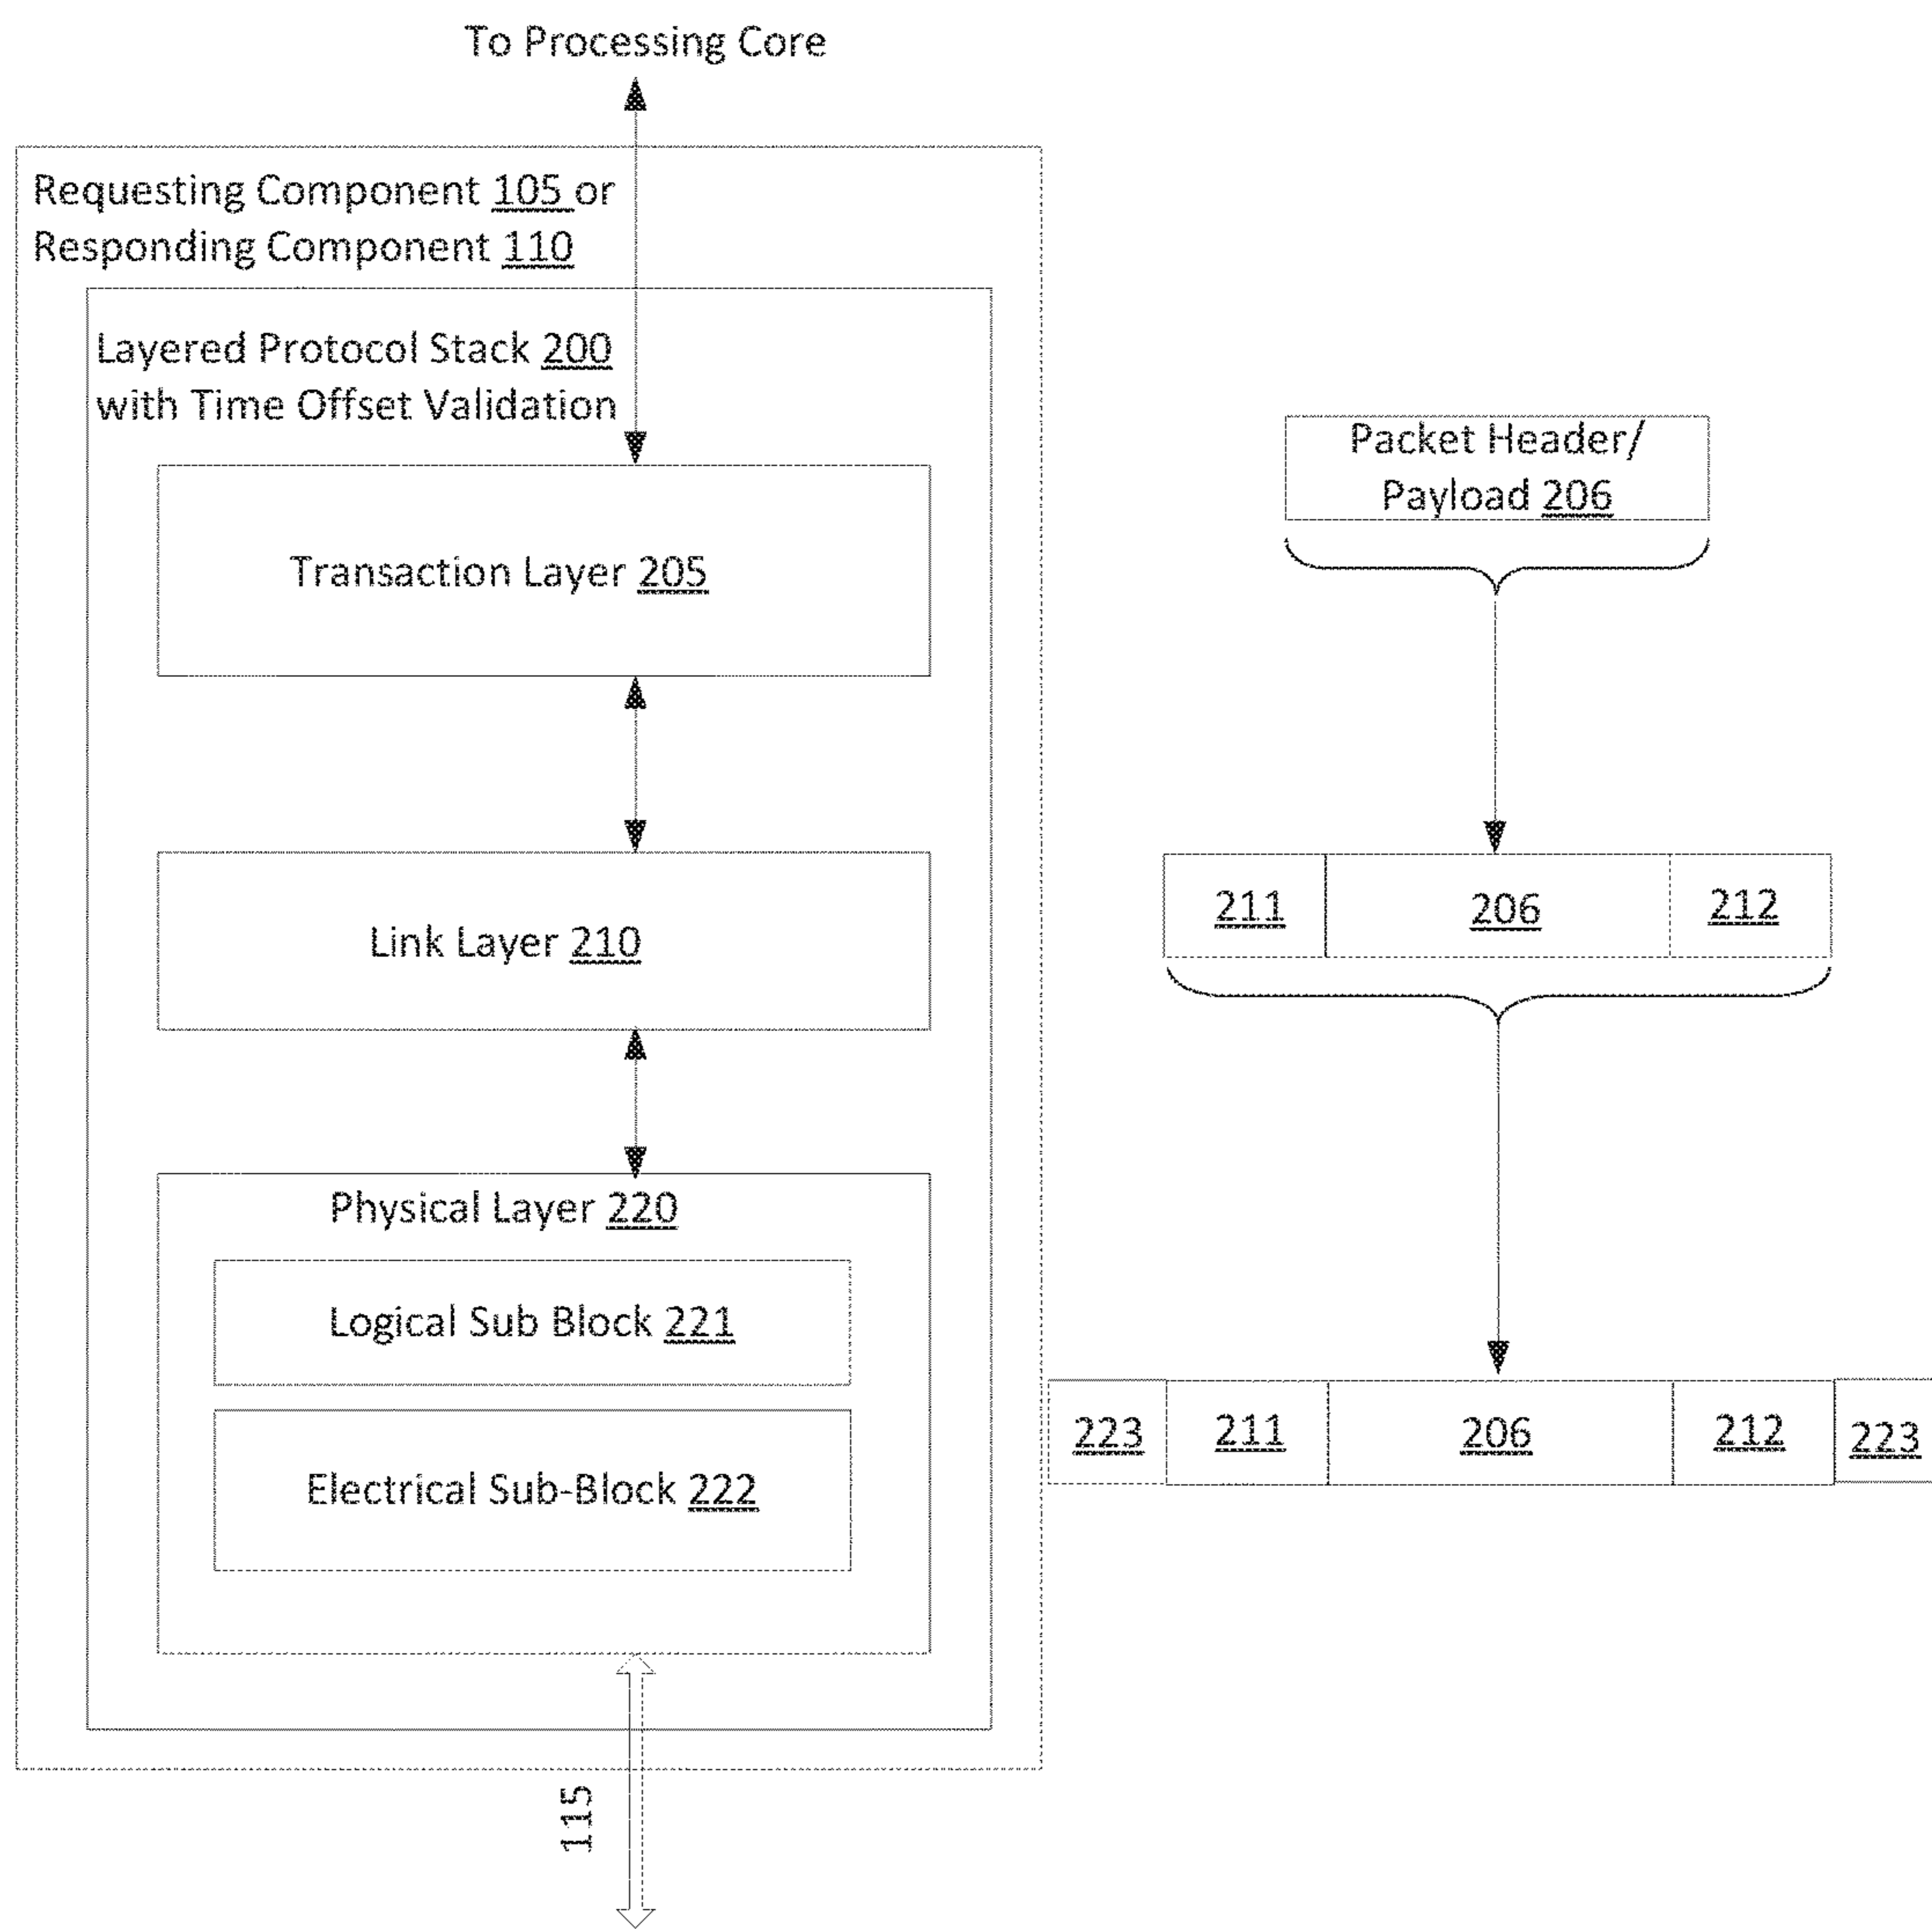 To Processing Core
Requesting Component 105 or
Responding Component 110
Layered Protocol Stack 200
with Time Offset Validation
Transaction Layer 205
Link Layer 210
Physical Layer 220
Logical Sub Block 221
Electrical Sub-Block 222
115
Packet Header/
Payload 206
211 206 212
223 211 206 212 223